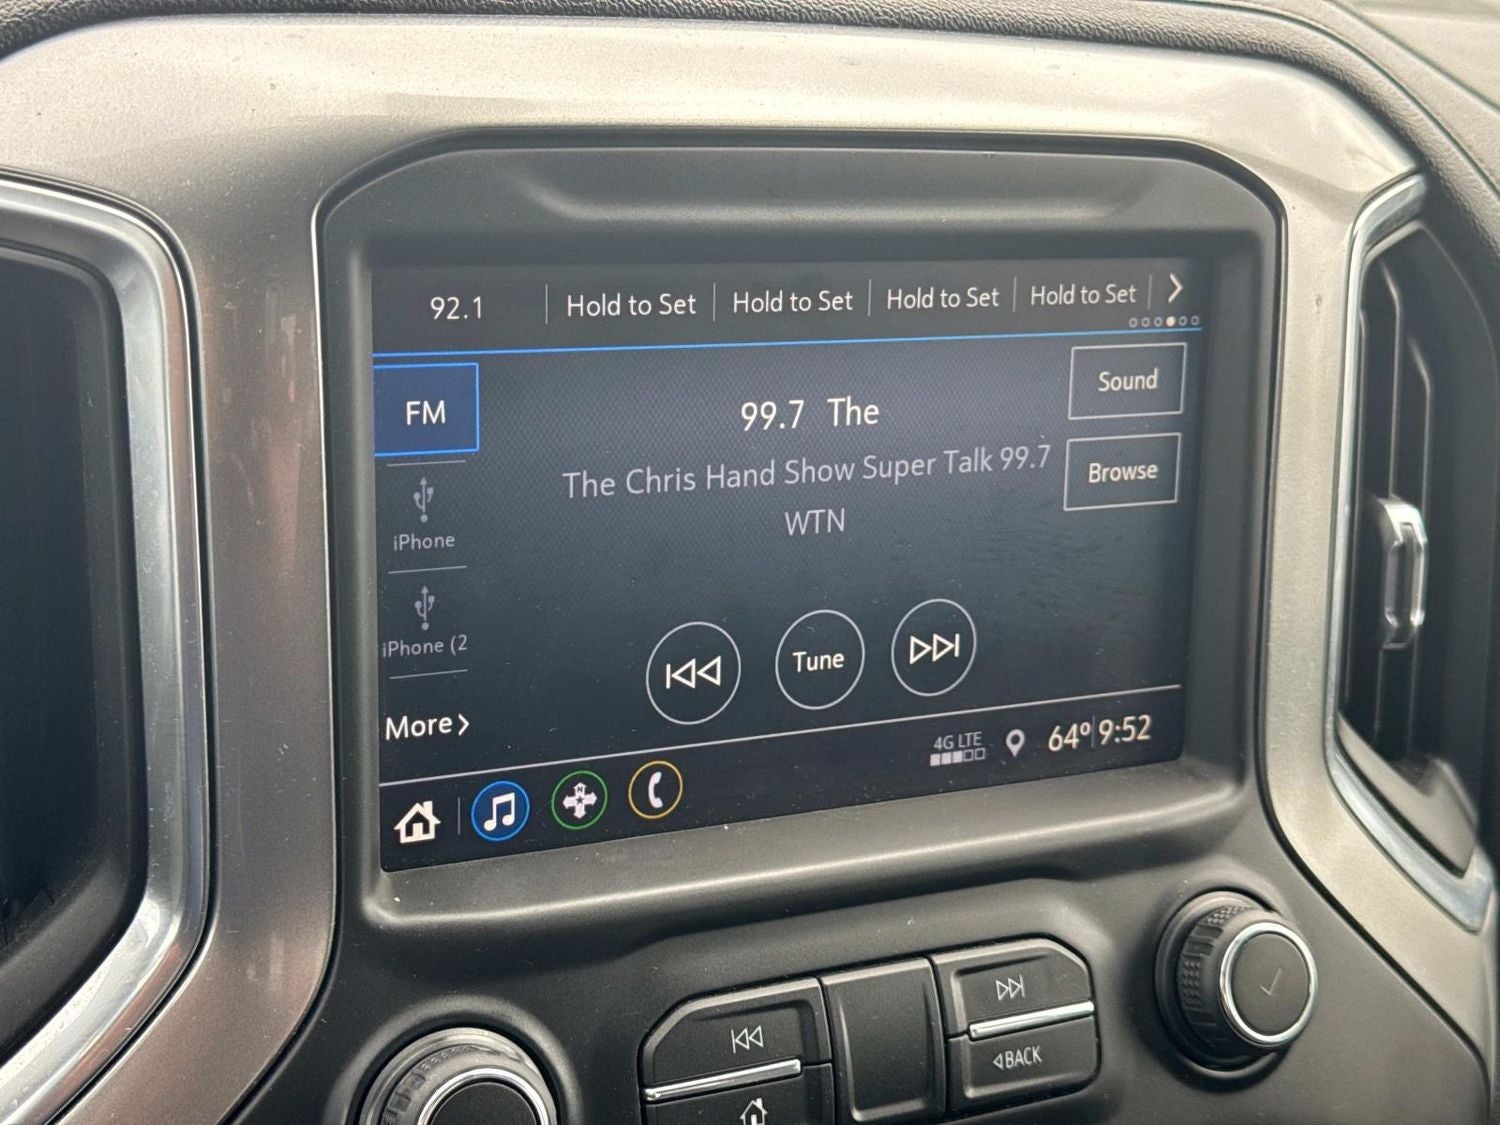 92.1 Hold to Set Hold to Set Hold to Set Hold to Set
FM
99.7 The
Sound
The Chris Hand Show Super Talk 99.7
WTN
Browse
iPhone
iPhone (2
Tune
More
4G LTE
64° 9:52
BACK